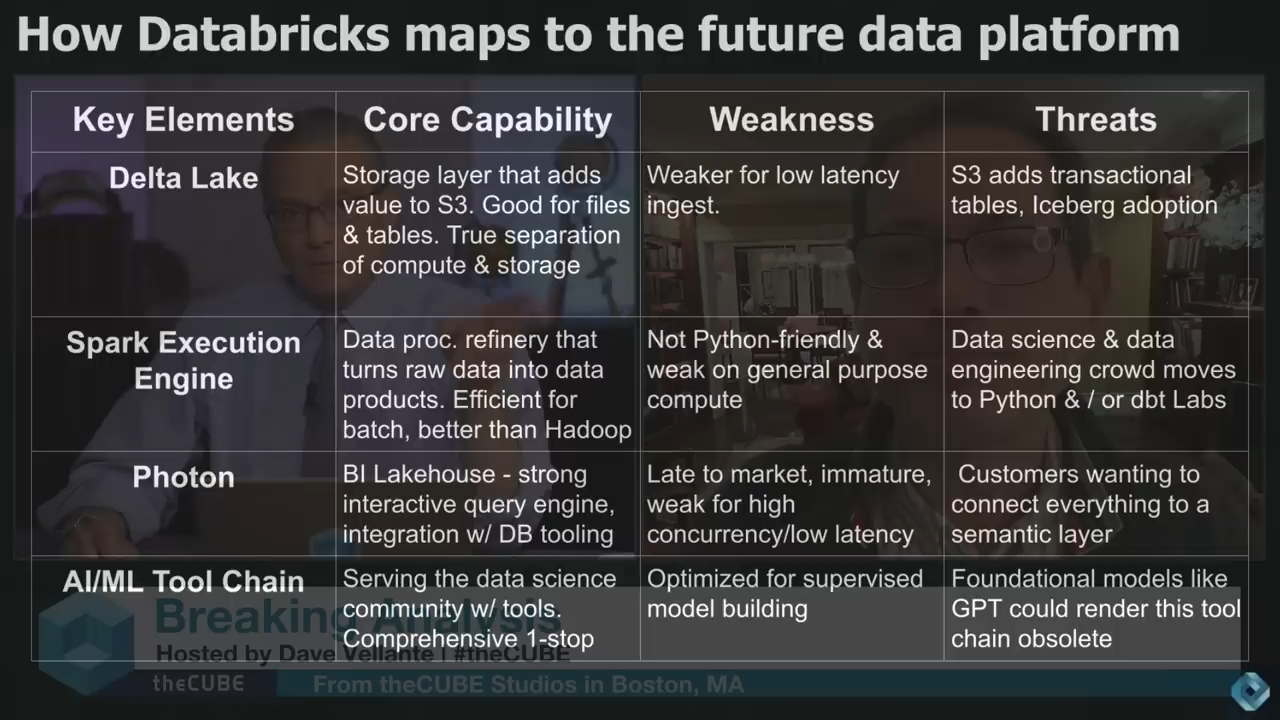 How Databricks maps to the future data platform
Key Elements
Core Capability
Weakness
Threats
Delta Lake
Storage layer that adds
value to S3. Good for files
& tables. True separation
of compute & storage
Weaker for low latency
ingest.
S3 adds transactional
tables, Iceberg adoption
Spark Execution
Engine
Data proc. refinery that
turns raw data into data
products. Efficient for
batch, better than Hadoop
Not Python-friendly &
weak on general purpose
compute
Data science & data
engineering crowd moves
to Python & / or dbt Labs
Photon
BI Lakehouse - strong
interactive query engine,
integration w/ DB tooling
Late to market, immature,
weak for high
concurrency/low latency
Customers wanting to
connect everything to a
semantic layer
AI/ML Tool Chain
Serving the data science
community w/ tools.
Comprehensive 1-stop
Optimized for supervised
model building
Foundational models like
GPT could render this tool
chain obsolete
Breaking Analysis
Hosted by Dave Vellante | #theCUBE
theCUBE
From theCUBE Studios in Boston, MA